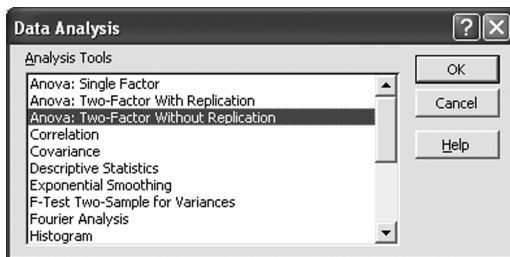 Data Analysis
Analysis Tools
Anova: Single Factor
Anova: Two-Factor With Replication
Anova: Two-Factor Without Replication
Correlation
Covariance
Descriptive Statistics
Exponential Smoothing
F-Test Two-Sample for Variances
Fourier Analysis
Histogram
OK
Cancel
Help